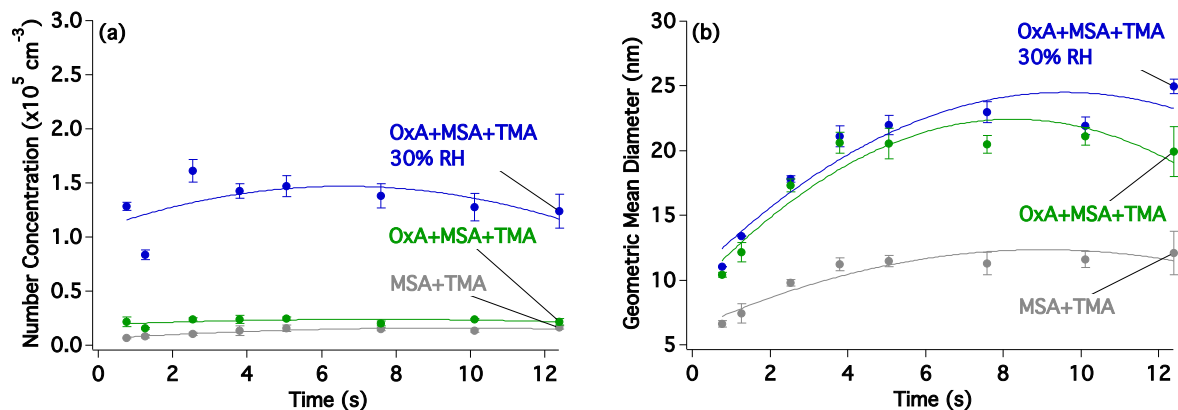 (a)
Number Concentration (x10⁵ cm⁻³)
3.0
2.5
2.0
1.5
1.0
0.5
0.0
OxA+MSA+TMA
30% RH
OxA+MSA+TMA
MSA+TMA
0 2 4 6 8 10 12
Time (s)
(b)
Geometric Mean Diameter (nm)
30
25
20
15
10
5
OxA+MSA+TMA
30% RH
OxA+MSA+TMA
MSA+TMA
0 2 4 6 8 10 12
Time (s)